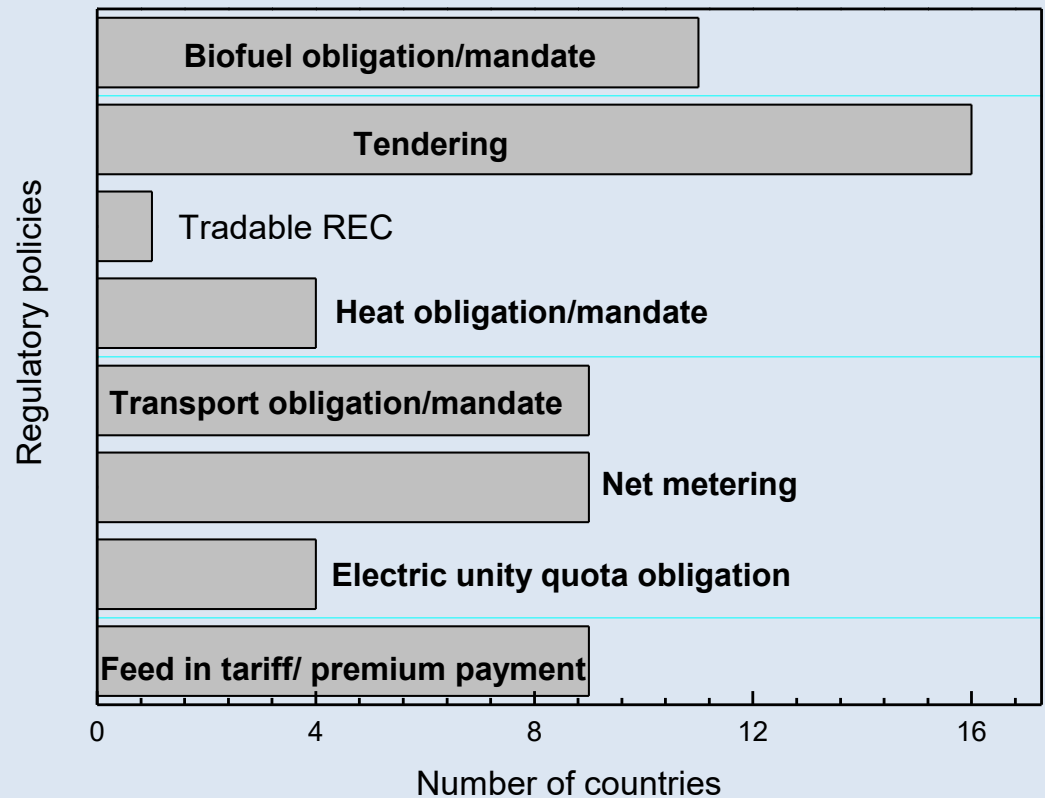 Biofuel obligation/mandate
Tendering
Tradable REC
Heat obligation/mandate
Transport obligation/mandate
Net metering
Electric unity quota obligation
Feed in tariff/ premium payment
Regulatory policies
0 4 8 12 16
Number of countries